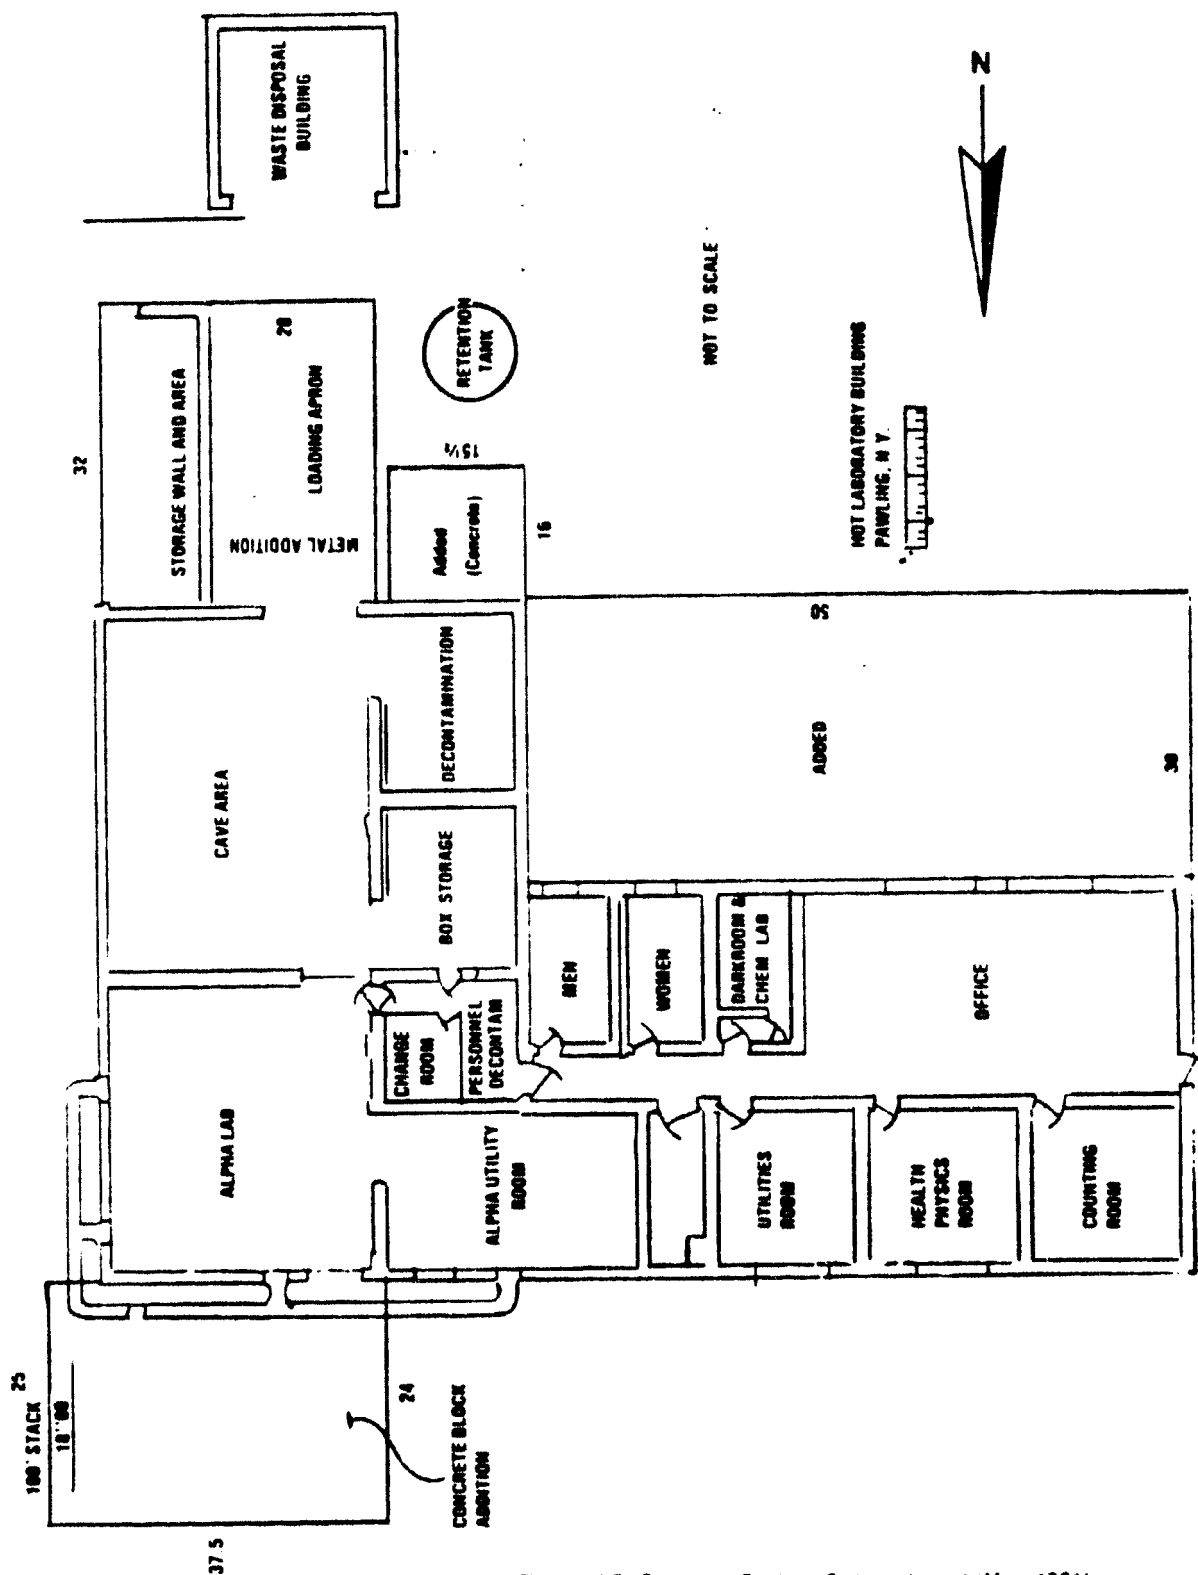 WASTE DISPOSAL
BUILDING
32
STORAGE WALL AND AREA
20
LOADING APRON
METAL ADDITION
RETENTION
TANK
15½
Added
(Concrete)
16
NOT TO SCALE
N
HOT LABORATORY BUILDING
PAWLING, N Y.
CAVE AREA
DECONTAMINATION
BOX STORAGE
ADDED
30
MEN
WOMEN
DARKROOM &
CHEM LAB
OFFICE
CHANGE
ROOM
PERSONNEL
DECONTAM
ALPHA LAB
ALPHA UTILITY
ROOM
UTILITIES
ROOM
HEALTH
PHYSICS
ROOM
COUNTING
ROOM
100' STACK
25
24
CONCRETE BLOCK
ADDITION
37.5